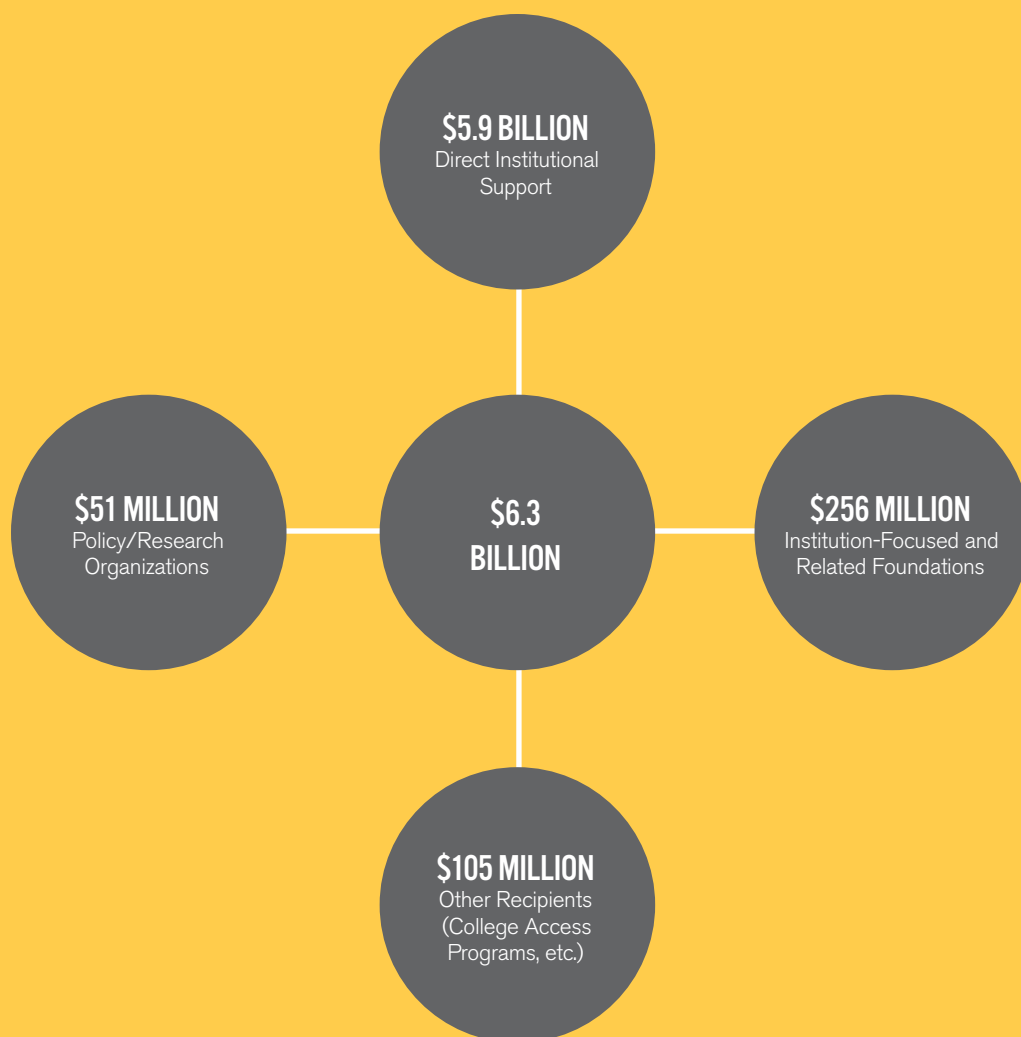 $5.9 BILLION
Direct Institutional
Support
$51 MILLION
Policy/Research
Organizations
$6.3
BILLION
$256 MILLION
Institution-Focused and
Related Foundations
$105 MILLION
Other Recipients
(College Access
Programs, etc.)